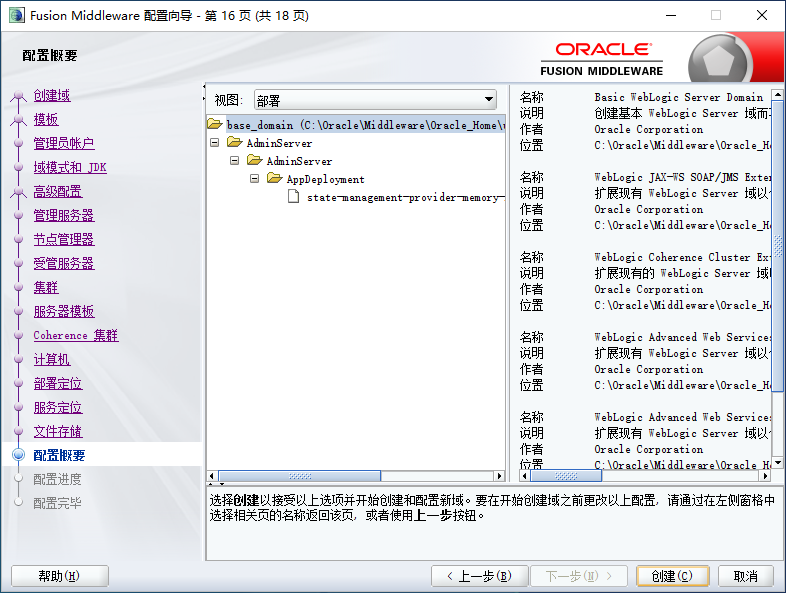 Fusion Middleware 配置向导 - 第 16 页 (共 18 页)
配置概要
ORACLE
FUSION MIDDLEWARE
创建域
模板
管理员帐户
域模式和 JDK
高级配置
管理服务器
节点管理器
受管服务器
集群
服务器模板
Coherence 集群
计算机
部署定位
服务定位
文件存储
配置概要
配置进度
配置完毕
视图: 部署
base_domain (C:\Oracle\Middleware\Oracle_Home\
AdminServer
AdminServer
AppDeployment
state-management-provider-memory-
名称 Basic WebLogic Server Domain
说明 创建基本 WebLogic Server 域而
作者 Oracle Corporation
位置 C:\Oracle\Middleware\Oracle_H
名称 WebLogic JAX-WS SOAP/JMS Exte
说明 扩展现有 WebLogic Server 域以
作者 Oracle Corporation
位置 C:\Oracle\Middleware\Oracle_H
名称 WebLogic Coherence Cluster Ex
说明 扩展现有的 WebLogic Server 域
作者 Oracle Corporation
位置 C:\Oracle\Middleware\Oracle_H
名称 WebLogic Advanced Web Services
说明 扩展现有 WebLogic Server 域以
作者 Oracle Corporation
位置 C:\Oracle\Middleware\Oracle_H
名称 WebLogic Advanced Web Services
说明 扩展现有 WebLogic Server 域以
作者 Oracle Corporation
位置 C:\Oracle\Middleware\Oracle_H
选择创建以接受以上选项并开始创建和配置新域。要在开始创建域之前更改以上配置, 请通过在左侧窗格中
选择相关页的名称返回该页, 或者使用上一步按钮。
帮助(H) < 上一步(B) 下一步(N) > 创建(C) 取消